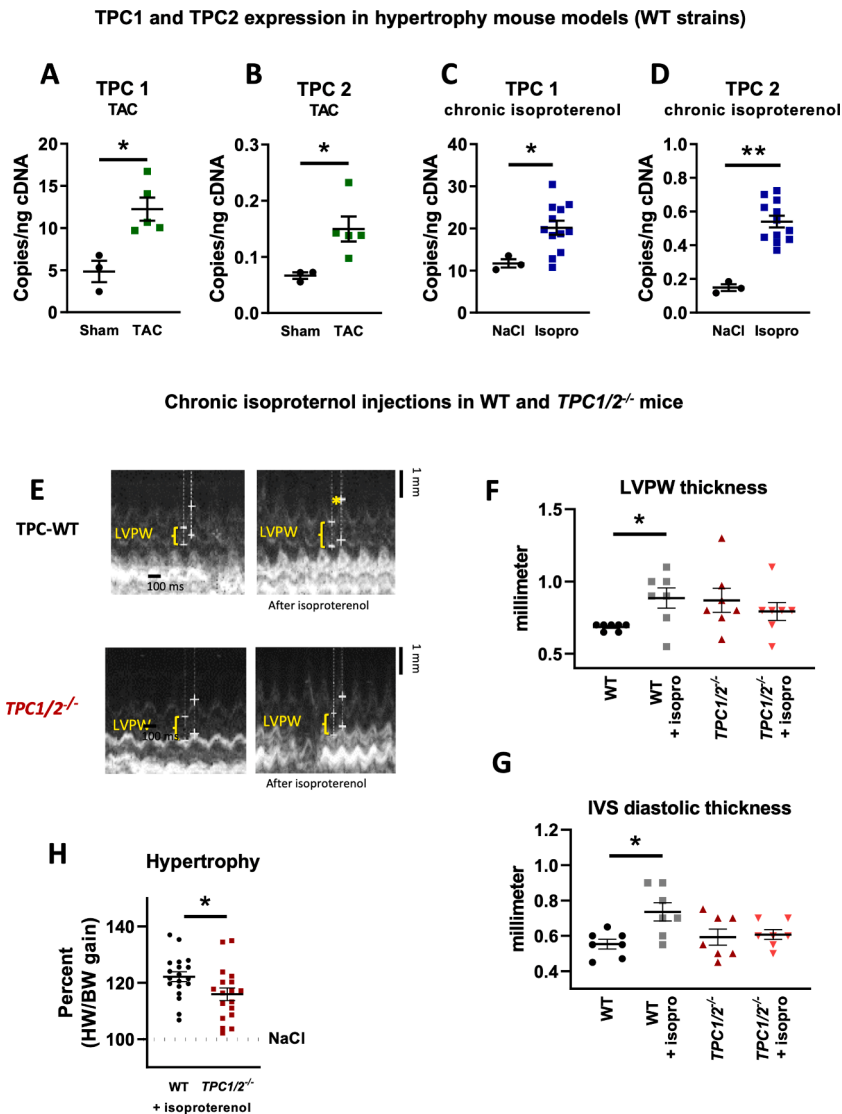 TPC1 and TPC2 expression in hypertrophy mouse models (WT strains)
A
TPC 1
TAC
Copies/ng cDNA
20
15
10
5
0
*
Sham TAC
B
TPC 2
TAC
Copies/ng cDNA
0.3
0.2
0.1
0.0
*
Sham TAC
C
TPC 1
chronic isoproterenol
Copies/ng cDNA
40
30
20
10
0
*
NaCl Isopro
D
TPC 2
chronic isoproterenol
Copies/ng cDNA
1.0
0.8
0.6
0.4
0.2
0.0
**
NaCl Isopro
Chronic isoproternol injections in WT and TPC1/2-/- mice
E
TPC-WT
LVPW
100 ms
LVPW
*
1 mm
After isoproterenol
TPC1/2-/-
LVPW
100 ms
LVPW
1 mm
After isoproterenol
F
LVPW thickness
millimeter
1.5
1.0
0.5
*
WT
WT
+ isopro
TPC1/2-/-
TPC1/2-/-
+ isopro
G
IVS diastolic thickness
millimeter
1.2
1.0
0.8
0.6
0.4
*
WT
WT
+ isopro
TPC1/2-/-
TPC1/2-/-
+ isopro
H
Hypertrophy
Percent
(HW/BW gain)
140
120
100
*
NaCl
WT TPC1/2-/-
+ isoproterenol